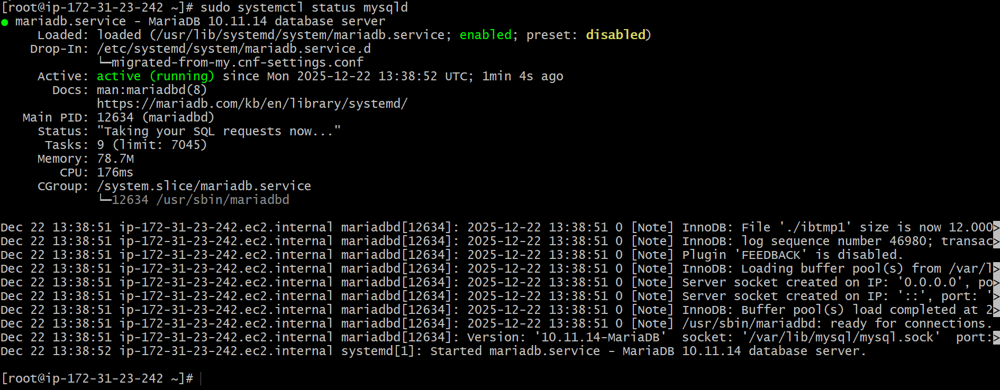 [root@ip-172-31-23-242 ~]# sudo systemctl status mysqld
● mariadb.service - MariaDB 10.11.14 database server
     Loaded: loaded (/usr/lib/systemd/system/mariadb.service; enabled; preset: disabled)
    Drop-In: /etc/systemd/system/mariadb.service.d
             └─migrated-from-my.cnf-settings.conf
     Active: active (running) since Mon 2025-12-22 13:38:52 UTC; 1min 4s ago
       Docs: man:mariadbd(8)
             https://mariadb.com/kb/en/library/systemd/
   Main PID: 12634 (mariadbd)
     Status: "Taking your SQL requests now..."
      Tasks: 9 (limit: 7045)
     Memory: 78.7M
        CPU: 176ms
     CGroup: /system.slice/mariadb.service
             └─12634 /usr/sbin/mariadbd

Dec 22 13:38:51 ip-172-31-23-242.ec2.internal mariadbd[12634]: 2025-12-22 13:38:51 0 [Note] InnoDB: File './ibtmp1' size is now 12.000>
Dec 22 13:38:51 ip-172-31-23-242.ec2.internal mariadbd[12634]: 2025-12-22 13:38:51 0 [Note] InnoDB: log sequence number 46980; transac>
Dec 22 13:38:51 ip-172-31-23-242.ec2.internal mariadbd[12634]: 2025-12-22 13:38:51 0 [Note] Plugin 'FEEDBACK' is disabled.
Dec 22 13:38:51 ip-172-31-23-242.ec2.internal mariadbd[12634]: 2025-12-22 13:38:51 0 [Note] InnoDB: Loading buffer pool(s) from /var/l>
Dec 22 13:38:51 ip-172-31-23-242.ec2.internal mariadbd[12634]: 2025-12-22 13:38:51 0 [Note] Server socket created on IP: '0.0.0.0', po>
Dec 22 13:38:51 ip-172-31-23-242.ec2.internal mariadbd[12634]: 2025-12-22 13:38:51 0 [Note] Server socket created on IP: '::', port: '>
Dec 22 13:38:51 ip-172-31-23-242.ec2.internal mariadbd[12634]: 2025-12-22 13:38:51 0 [Note] InnoDB: Buffer pool(s) load completed at 2>
Dec 22 13:38:51 ip-172-31-23-242.ec2.internal mariadbd[12634]: 2025-12-22 13:38:51 0 [Note] /usr/sbin/mariadbd: ready for connections.
Dec 22 13:38:51 ip-172-31-23-242.ec2.internal mariadbd[12634]: Version: '10.11.14-MariaDB'  socket: '/var/lib/mysql/mysql.sock'  port:>
Dec 22 13:38:52 ip-172-31-23-242.ec2.internal systemd[1]: Started mariadb.service - MariaDB 10.11.14 database server.

[root@ip-172-31-23-242 ~]#